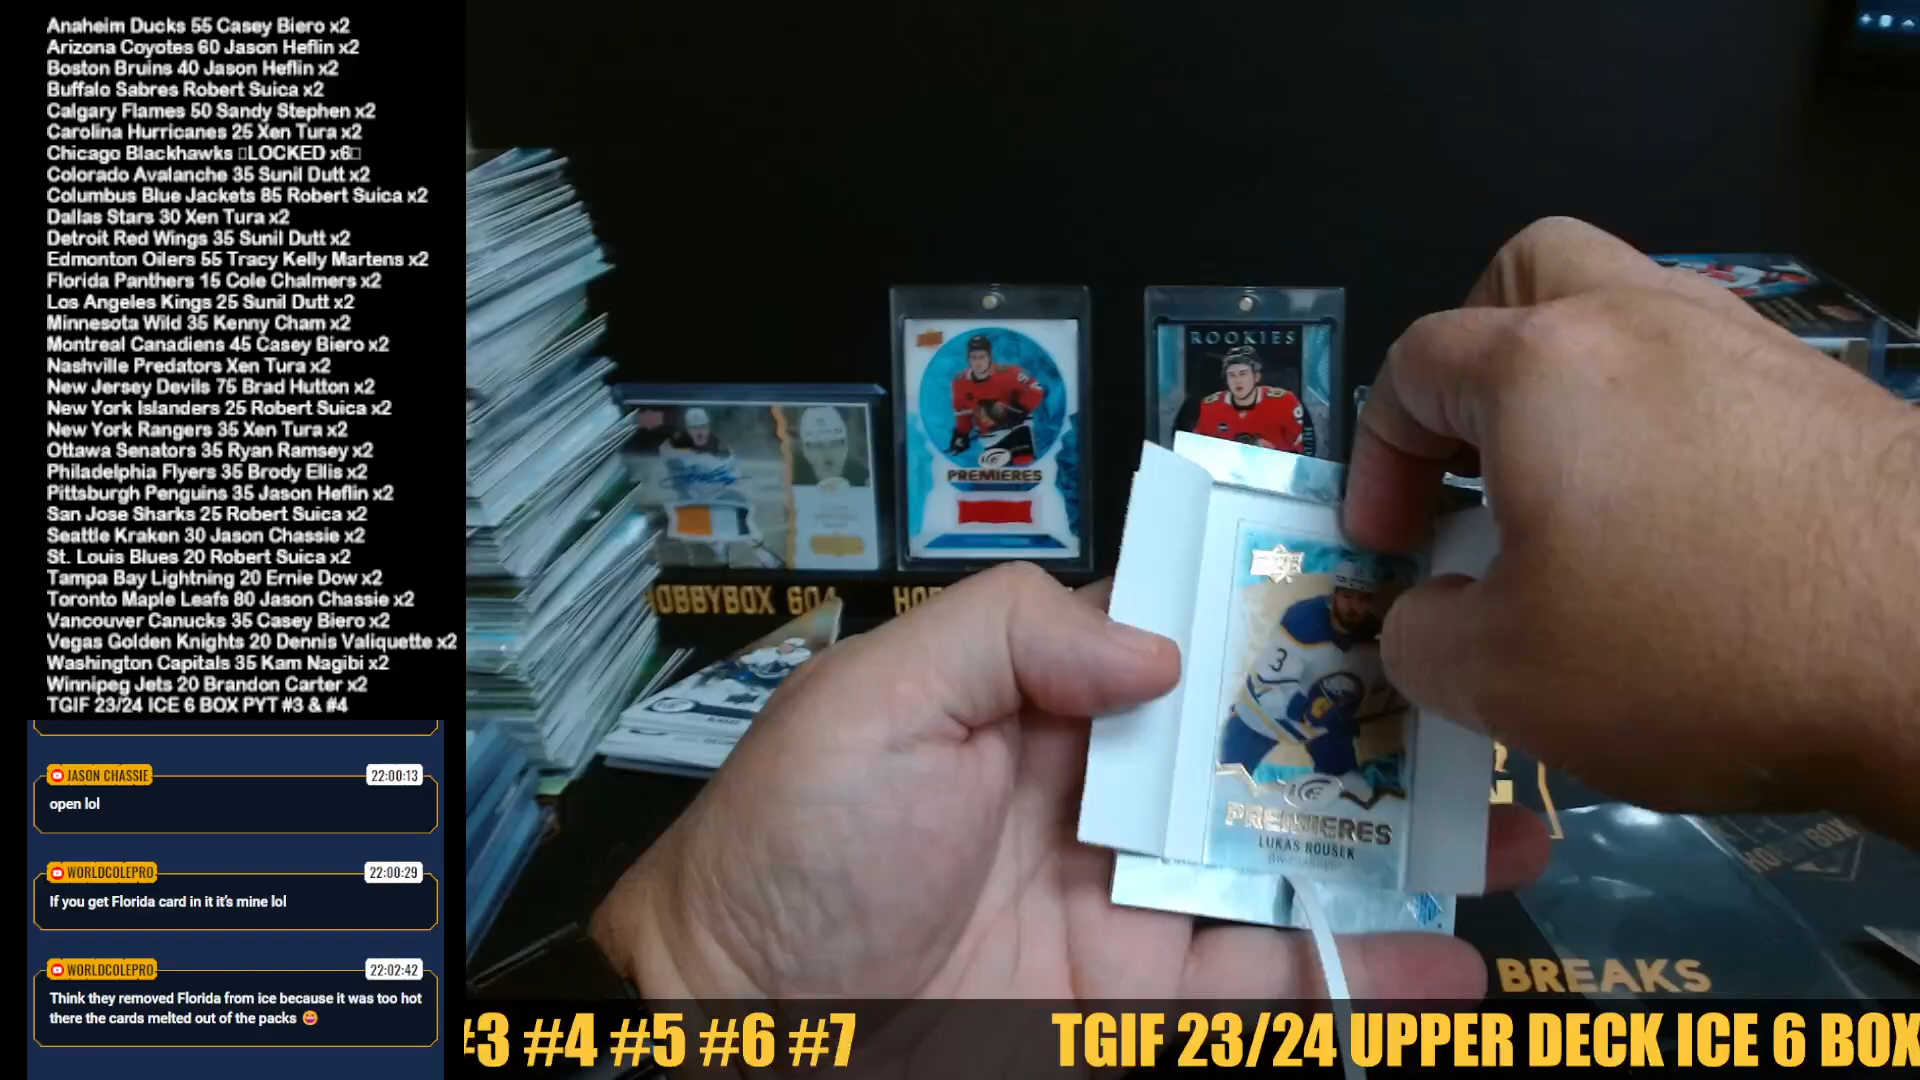 Anaheim Ducks 55 Casey Biero x2
Arizona Coyotes 60 Jason Heflin x2
Boston Bruins 40 Jason Heflin x2
Buffalo Sabres Robert Suica x2
Calgary Flames 50 Sandy Stephen x2
Carolina Hurricanes 25 Xen Tura x2
Chicago Blackhawks ▯LOCKED x6▯
Colorado Avalanche 35 Sunil Dutt x2
Columbus Blue Jackets 85 Robert Suica x2
Dallas Stars 30 Xen Tura x2
Detroit Red Wings 35 Sunil Dutt x2
Edmonton Oilers 55 Tracy Kelly Martens x2
Florida Panthers 15 Cole Chalmers x2
Los Angeles Kings 25 Sunil Dutt x2
Minnesota Wild 35 Kenny Cham x2
Montreal Canadiens 45 Casey Biero x2
Nashville Predators Xen Tura x2
New Jersey Devils 75 Brad Hutton x2
New York Islanders 25 Robert Suica x2
New York Rangers 35 Xen Tura x2
Ottawa Senators 35 Ryan Ramsey x2
Philadelphia Flyers 35 Brody Ellis x2
Pittsburgh Penguins 35 Jason Heflin x2
San Jose Sharks 25 Robert Suica x2
Seattle Kraken 30 Jason Chassie x2
St. Louis Blues 20 Robert Suica x2
Tampa Bay Lightning 20 Ernie Dow x2
Toronto Maple Leafs 80 Jason Chassie x2
Vancouver Canucks 35 Casey Biero x2
Vegas Golden Knights 20 Dennis Valiquette x2
Washington Capitals 35 Kam Nagibi x2
Winnipeg Jets 20 Brandon Carter x2
TGIF 23/24 ICE 6 BOX PYT #3 & #4
JASON CHASSIE 22:00:13
open lol
WORLDCOLEPRO 22:00:29
If you get Florida card in it it's mine lol
WORLDCOLEPRO 22:02:42
Think they removed Florida from ice because it was too hot
there the cards melted out of the packs 😄
ROOKIES
ICE
PREMIERES
HOBBYBOX 604
3
ICE
PREMIERES
LUKAS ROUSEK
HOBBYBOX
BREAKS
#3 #4 #5 #6 #7 TGIF 23/24 UPPER DECK ICE 6 BOX